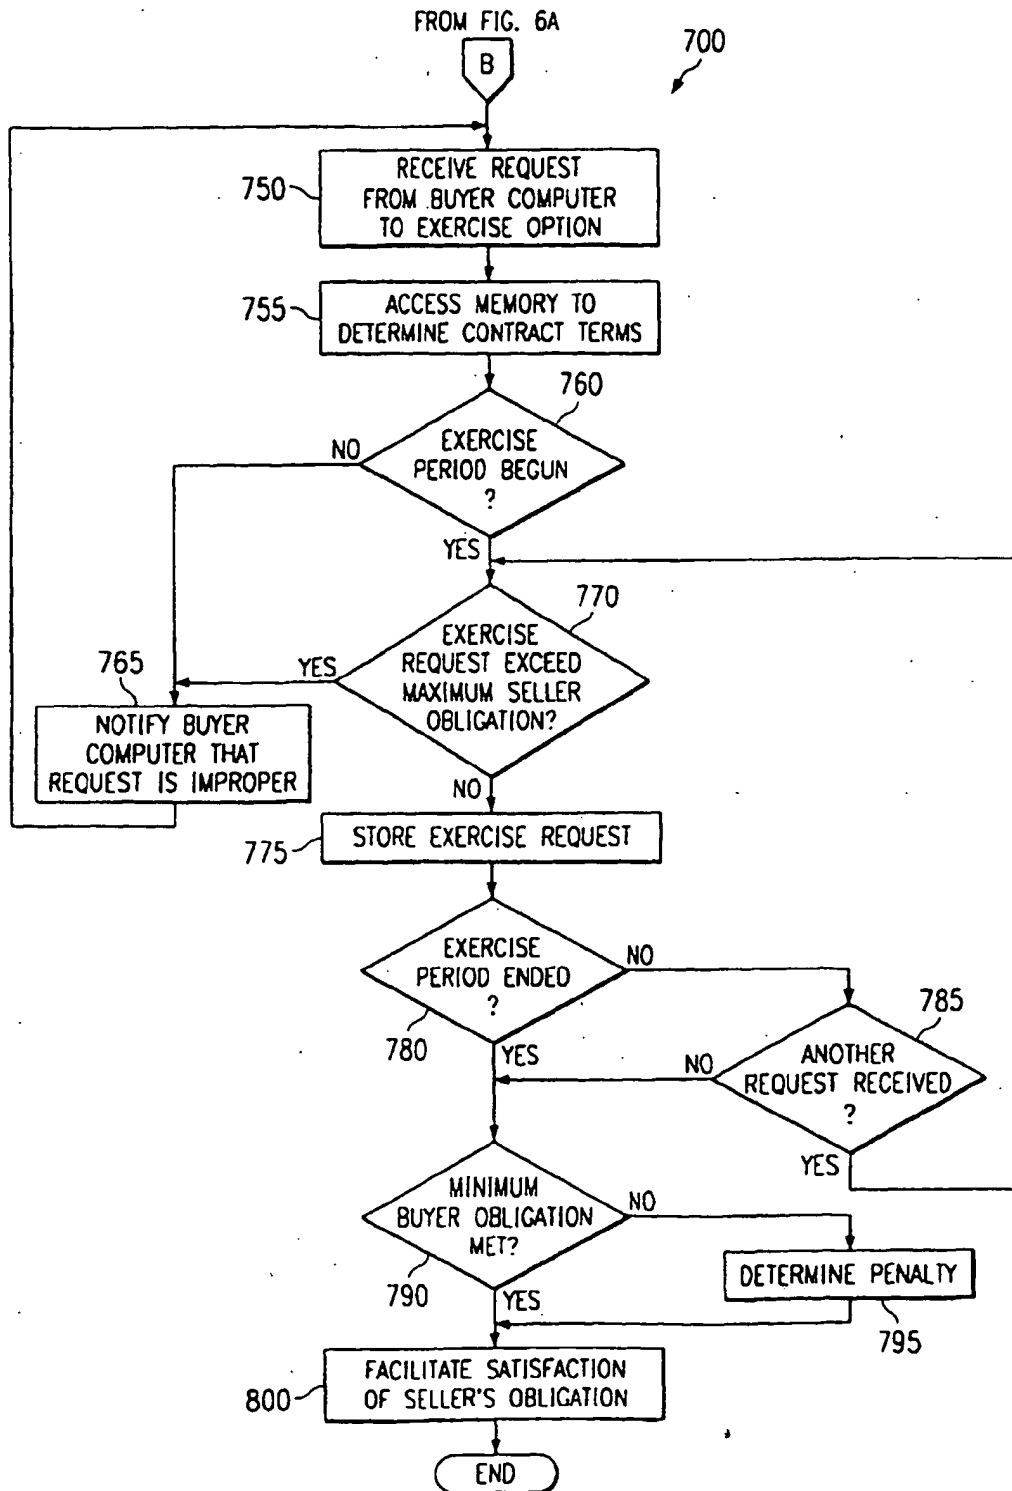 FROM FIG. 6A
B
700
750
RECEIVE REQUEST
FROM BUYER COMPUTER
TO EXERCISE OPTION
755
ACCESS MEMORY TO
DETERMINE CONTRACT TERMS
760
EXERCISE
PERIOD BEGUN
?
NO
YES
770
EXERCISE
REQUEST EXCEED
MAXIMUM SELLER
OBLIGATION?
YES
NO
765
NOTIFY BUYER
COMPUTER THAT
REQUEST IS IMPROPER
775
STORE EXERCISE REQUEST
EXERCISE
PERIOD ENDED
?
NO
780
YES
785
ANOTHER
REQUEST RECEIVED
?
NO
YES
MINIMUM
BUYER OBLIGATION
MET?
NO
790
YES
DETERMINE PENALTY
795
800
FACILITATE SATISFACTION
OF SELLER'S OBLIGATION
END